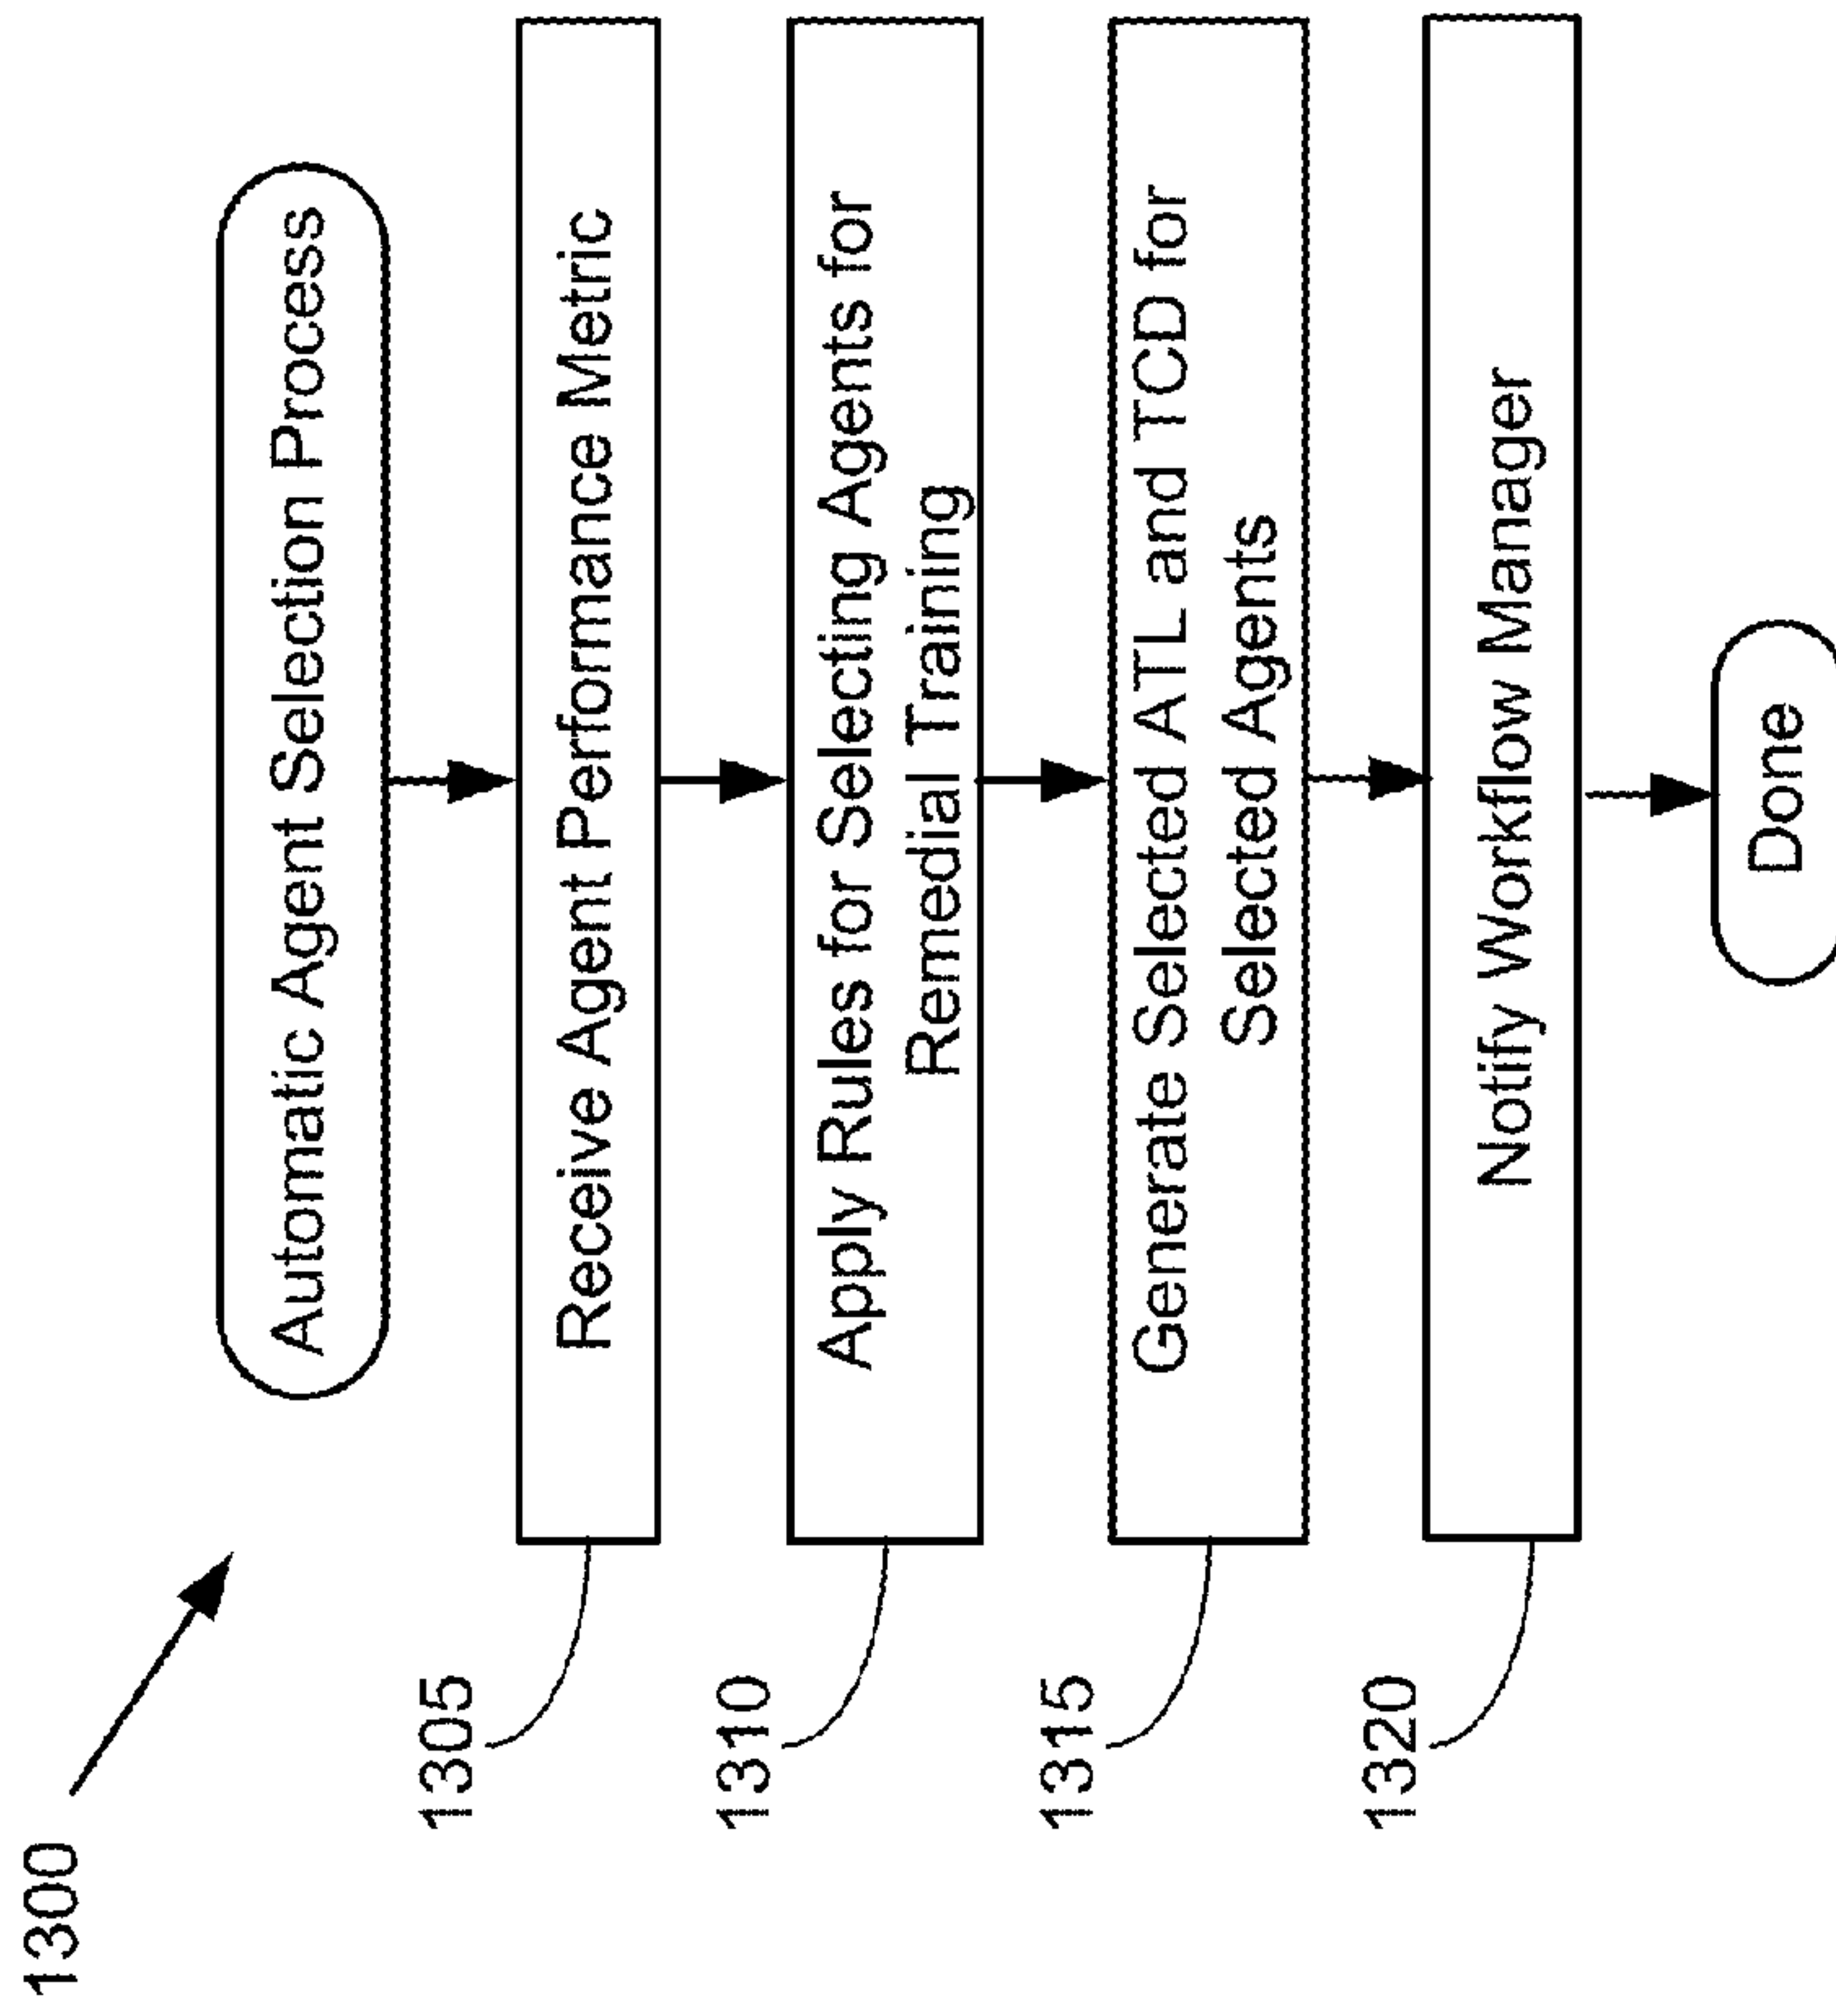 1300
Automatic Agent Selection Process
1305
Receive Agent Performance Metric
1310
Apply Rules for Selecting Agents for
Remedial Training
1315
Generate Selected ATL and TCD for
Selected Agents
1320
Notify Workflow Manager
Done